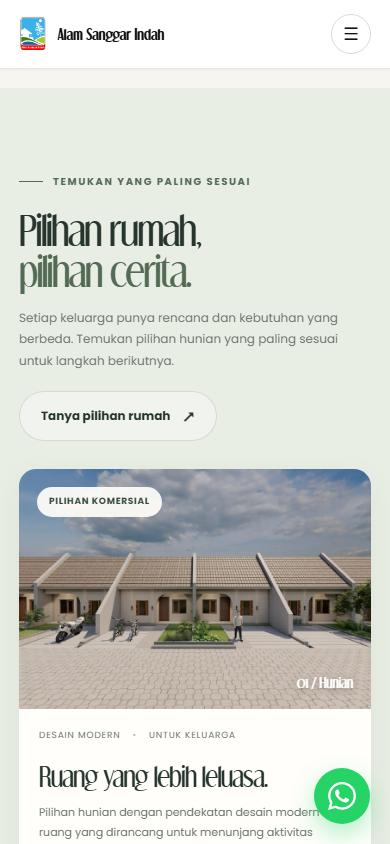 Alam Sanggar Indah
TEMUKAN YANG PALING SESUAI
Pilihan rumah,
pilihan cerita.
Setiap keluarga punya rencana dan kebutuhan yang
berbeda. Temukan pilihan hunian yang paling sesuai
untuk langkah berikutnya.
Tanya pilihan rumah ↗
PILIHAN KOMERSIAL
01 / Hunian
DESAIN MODERN • UNTUK KELUARGA
Ruang yang lebih leluasa.
Pilihan hunian dengan pendekatan desain modern
ruang yang dirancang untuk menunjang aktivitas